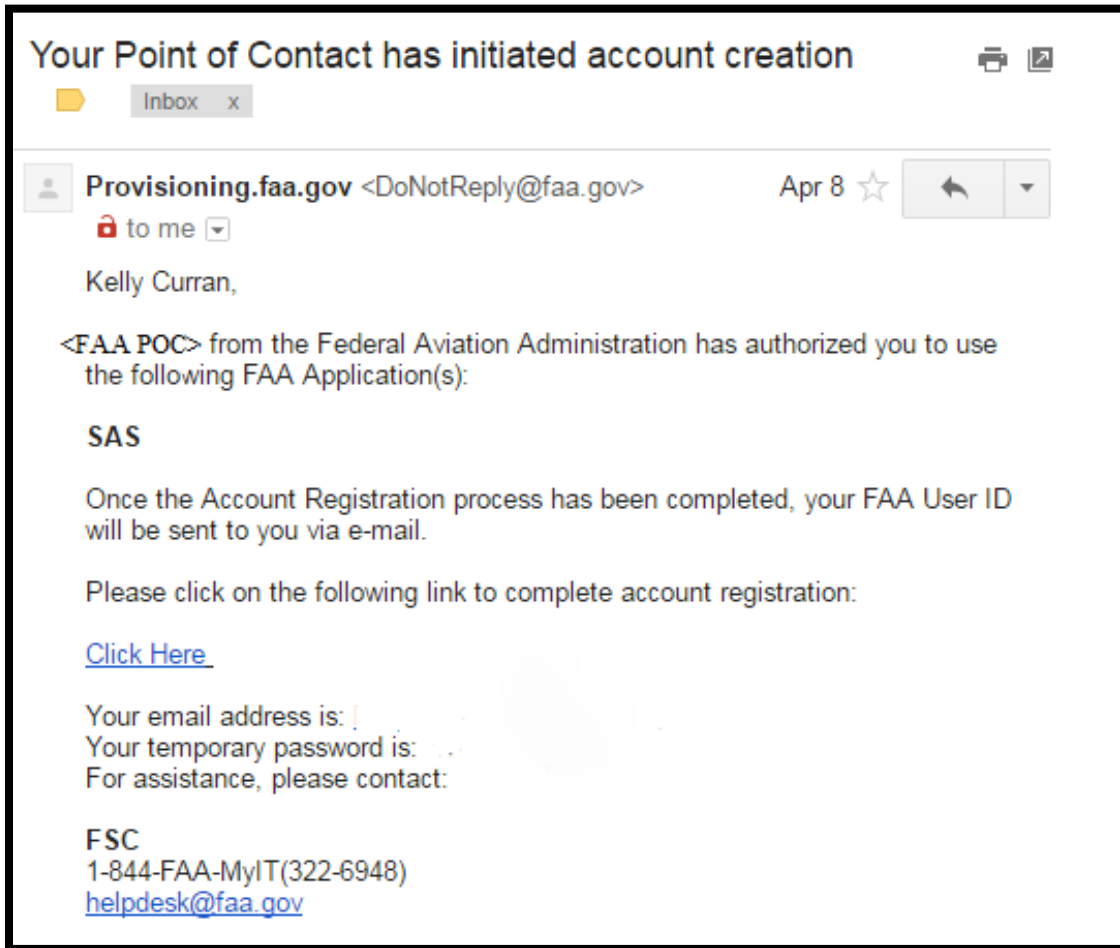 Your Point of Contact has initiated account creation
Inbox x
Provisioning.faa.gov <DoNotReply@faa.gov> Apr 8
to me
Kelly Curran,
<FAA POC> from the Federal Aviation Administration has authorized you to use
the following FAA Application(s):
SAS
Once the Account Registration process has been completed, your FAA User ID
will be sent to you via e-mail.
Please click on the following link to complete account registration:
Click Here
Your email address is:
Your temporary password is:
For assistance, please contact:
FSC
1-844-FAA-MyIT(322-6948)
helpdesk@faa.gov